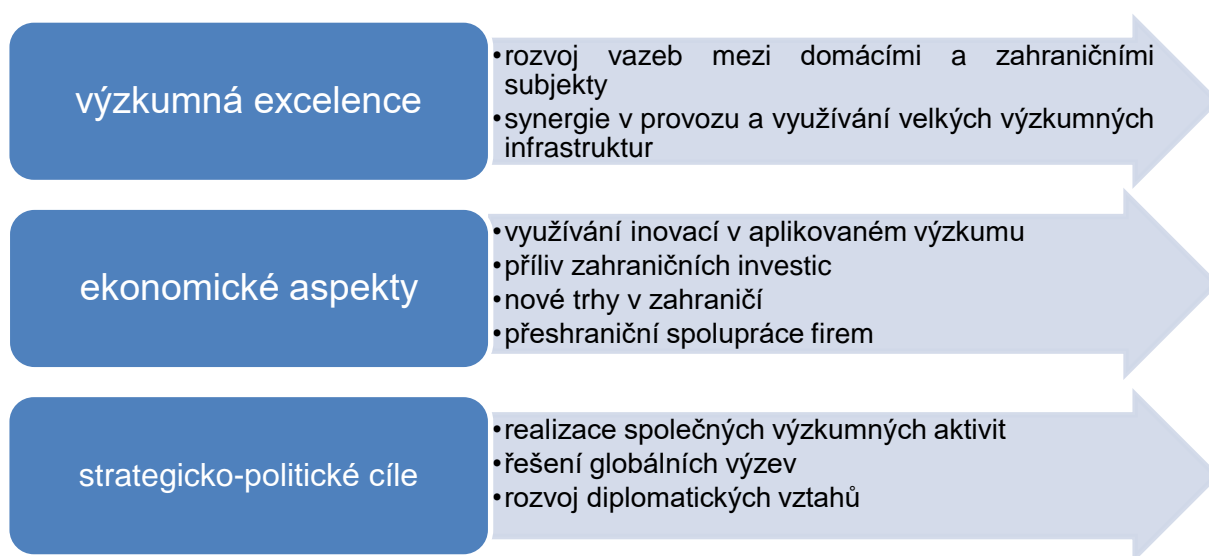 výzkumná excelence
•rozvoj vazeb mezi domácími a zahraničními
subjekty
•synergie v provozu a využívání velkých výzkumných
infrastruktur
ekonomické aspekty
•využívání inovací v aplikovaném výzkumu
•příliv zahraničních investic
•nové trhy v zahraničí
•přeshraniční spolupráce firem
strategicko-politické cíle
•realizace společných výzkumných aktivit
•řešení globálních výzev
•rozvoj diplomatických vztahů